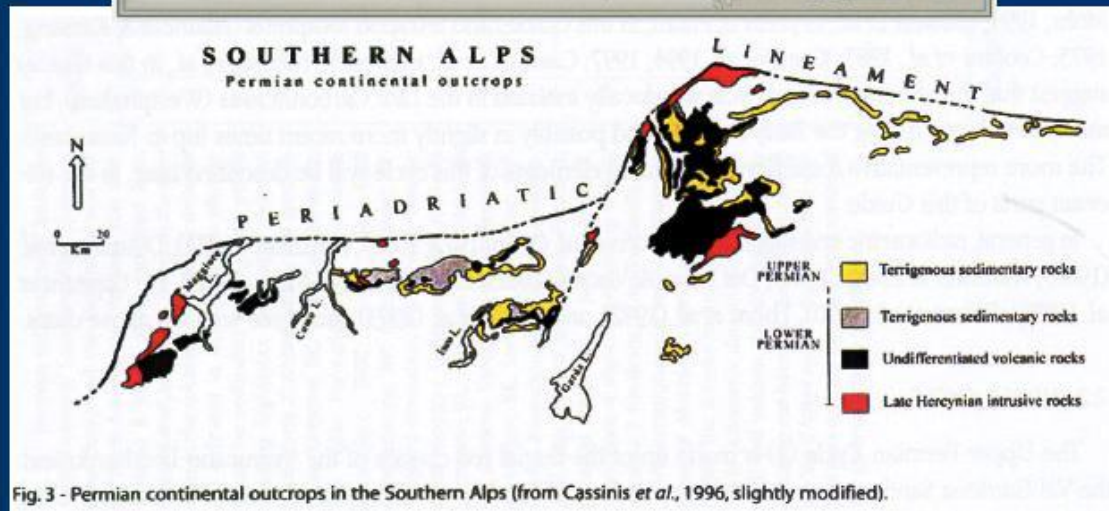 SOUTHERN ALPS
Permian continental outcrops
LINEAMENT
N
PERIADRIATIC
0 20
Km
Maggiore
Como L.
Iseo
Garda
UPPER PERMIAN
Terrigenous sedimentary rocks
LOWER PERMIAN
Terrigenous sedimentary rocks
Undifferentiated volcanic rocks
Late Hercynian intrusive rocks
Fig. 3 - Permian continental outcrops in the Southern Alps (from Cassinis et al., 1996, slightly modified).